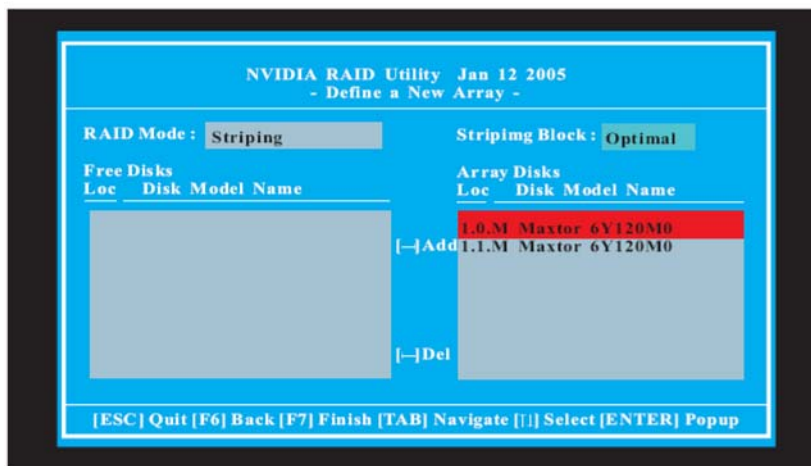 NVIDIA RAID Utility Jan 12 2005
- Define a New Array -
RAID Mode : Striping
Stripimg Block : Optimal
Free Disks
Loc Disk Model Name
Array Disks
Loc Disk Model Name
1.0.M Maxtor 6Y120M0
[→]Add
1.1.M Maxtor 6Y120M0
[←]Del
[ESC] Quit [F6] Back [F7] Finish [TAB] Navigate [↑↓] Select [ENTER] Popup